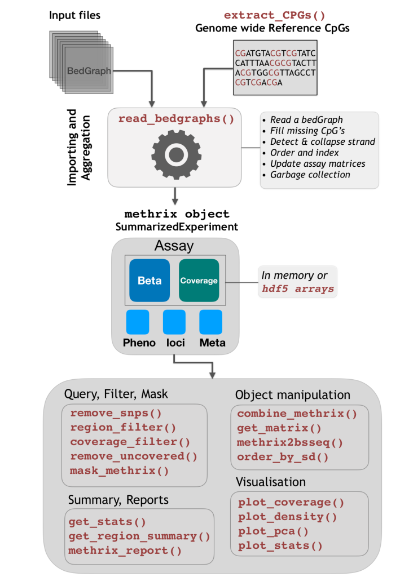 Input files
extract_CPGs()
Genome wide Reference CpGs
BedGraph
CGATGTACGTCGTATC
CATTTAACGCGTACTT
ACGTGGCGTTAGCCT
CGTCGACGA
Importing and
Aggregation
read_bedgraphs()
• Read a bedGraph
• Fill missing CpG's
• Detect & collapse strand
• Order and index
• Update assay matrices
• Garbage collection
methrix object
SummarizedExperiment
Assay
Beta
Coverage
In memory or
hdf5 arrays
Pheno
loci
Meta
Query, Filter, Mask
remove_snps()
region_filter()
coverage_filter()
remove_uncovered()
mask_methrix()
Object manipulation
combine_methrix()
get_matrix()
methrix2bsseq()
order_by_sd()
Summary, Reports
get_stats()
get_region_summary()
methrix_report()
Visualisation
plot_coverage()
plot_density()
plot_pca()
plot_stats()